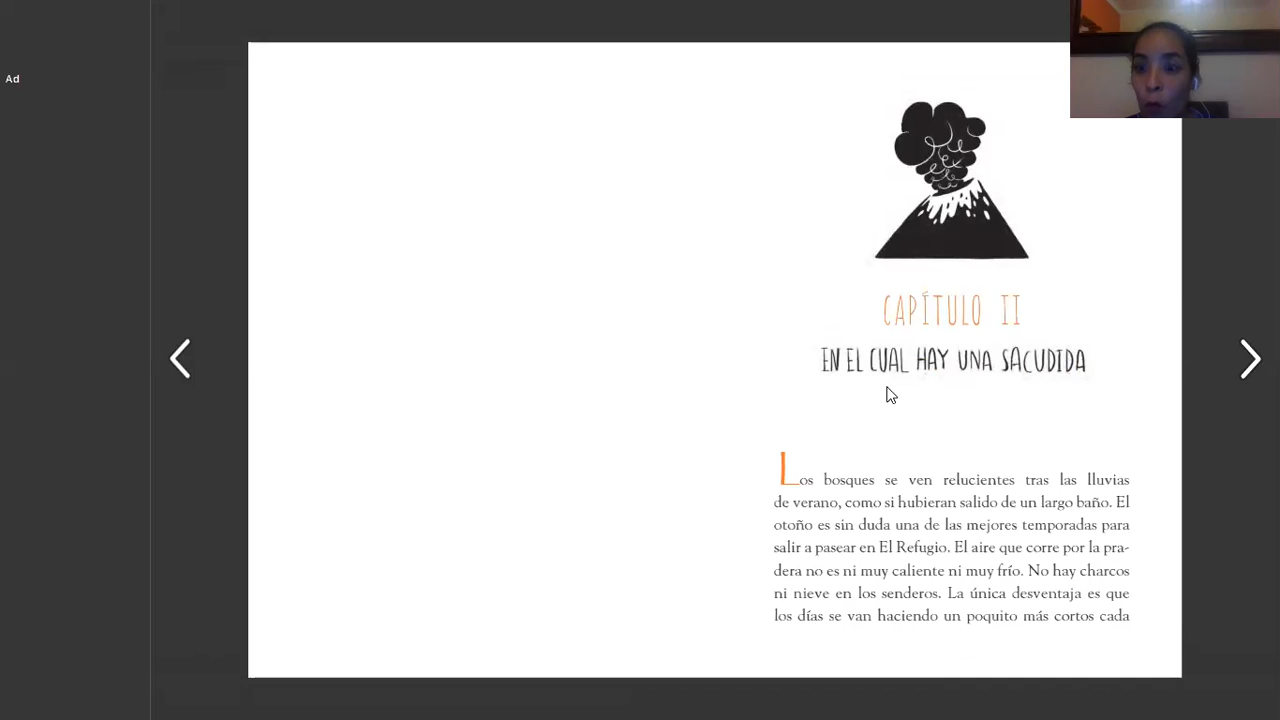 Ad
CAPÍTULO II
EN EL CUAL HAY UNA SACUDIDA
Los bosques se ven relucientes tras las lluvias
de verano, como si hubieran salido de un largo baño. El
otoño es sin duda una de las mejores temporadas para
salir a pasear en El Refugio. El aire que corre por la pra-
dera no es ni muy caliente ni muy frío. No hay charcos
ni nieve en los senderos. La única desventaja es que
los días se van haciendo un poquito más cortos cada